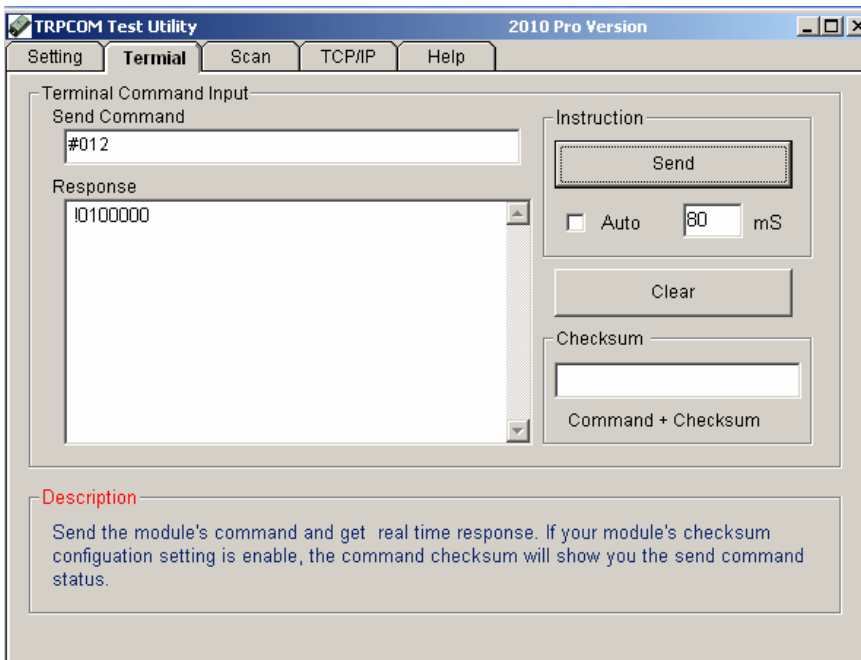 TRPCOM Test Utility 2010 Pro Version
Setting Termial Scan TCP/IP Help
Terminal Command Input
Send Command
#012
Response
!0100000
Instruction
Send
Auto 80 mS
Clear
Checksum
Command + Checksum
Description
Send the module's command and get real time response. If your module's checksum
configuation setting is enable, the command checksum will show you the send command
status.